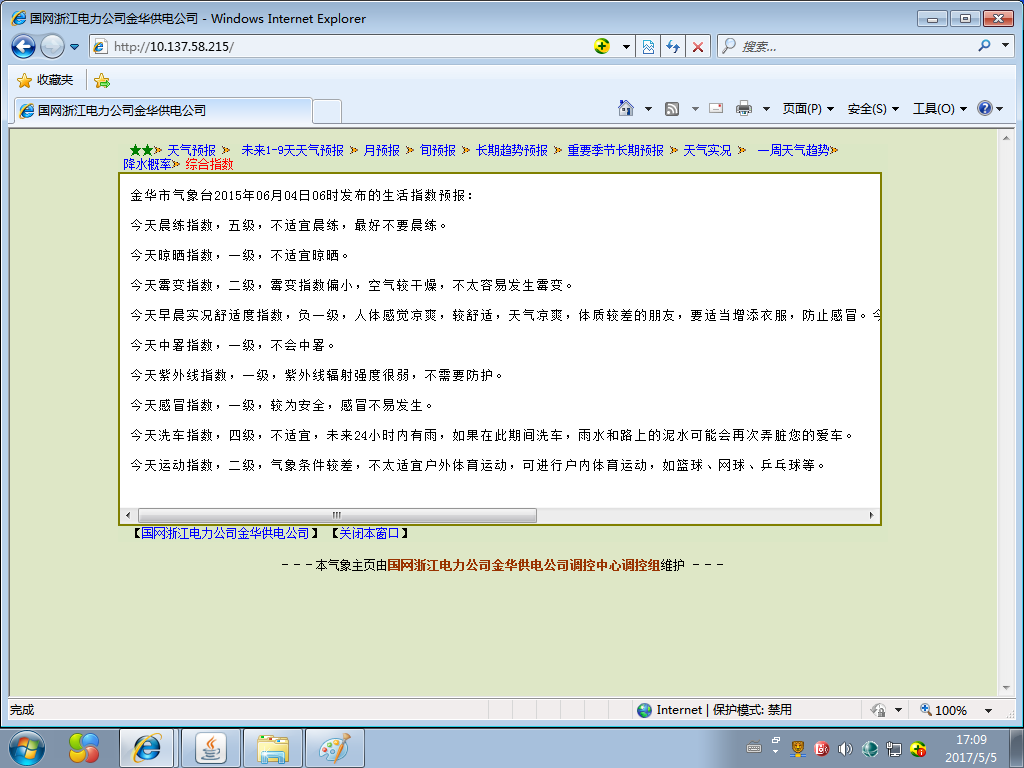 国网浙江电力公司金华供电公司 - Windows Internet Explorer
http://10.137.58.215/
搜索...
收藏夹
国网浙江电力公司金华供电公司
页面(P) 安全(S) 工具(O)
★★ 天气预报 未来1-9天天气预报 月预报 旬预报 长期趋势预报 重要季节长期预报 天气实况 一周天气趋势
降水概率 综合指数
金华市气象台2015年06月04日06时发布的生活指数预报：
今天晨练指数，五级，不适宜晨练，最好不要晨练。
今天晾晒指数，一级，不适宜晾晒。
今天霉变指数，二级，霉变指数偏小，空气较干燥，不太容易发生霉变。
今天早晨实况舒适度指数，负一级，人体感觉凉爽，较舒适，天气凉爽，体质较差的朋友，要适当增添衣服，防止感冒。
今天中暑指数，一级，不会中暑。
今天紫外线指数，一级，紫外线辐射强度很弱，不需要防护。
今天感冒指数，一级，较为安全，感冒不易发生。
今天洗车指数，四级，不适宜，未来24小时内有雨，如果在此期间洗车，雨水和路上的泥水可能会再次弄脏您的爱车。
今天运动指数，二级，气象条件较差，不太适宜户外体育运动，可进行户内体育运动，如篮球、网球、乒乓球等。
【国网浙江电力公司金华供电公司】 【关闭本窗口】
- - - 本气象主页由国网浙江电力公司金华供电公司调控中心调控组维护 - - -
完成
Internet | 保护模式: 禁用
100%
17:09
2017/5/5